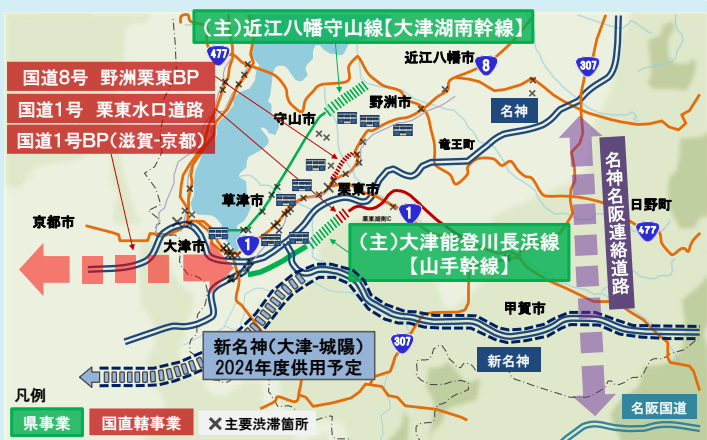 (主)近江八幡守山線【大津湖南幹線】
477
近江八幡市
8
307
国道8号 野洲栗東BP
国道1号 栗東水口道路
国道1号BP(滋賀-京都)
野洲市
名神
守山市
竜王町
名神名阪連絡道路
栗東市
草津市
日野町
京都市
栗東湖南IC
1
477
大津市
1
(主)大津能登川長浜線
【山手幹線】
甲賀市
新名神(大津-城陽)
2024年度供用予定
307
新名神
凡例
県事業
国直轄事業
×主要渋滞箇所
名阪国道